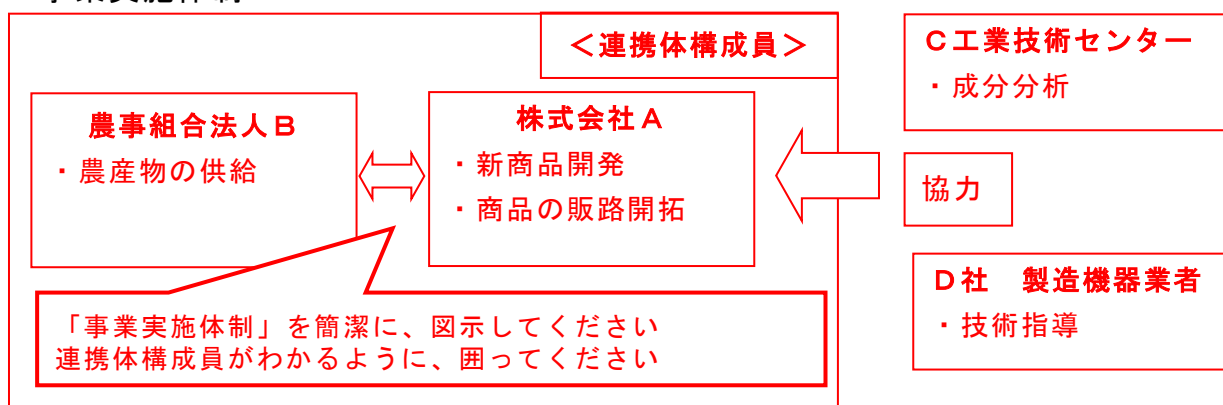 ＜連携体構成員＞
農事組合法人Ｂ
・農産物の供給
株式会社Ａ
・新商品開発
・商品の販路開拓
Ｃ工業技術センター
・成分分析
協力
Ｄ社　製造機器業者
・技術指導
「事業実施体制」を簡潔に、図示してください
連携体構成員がわかるように、囲ってください